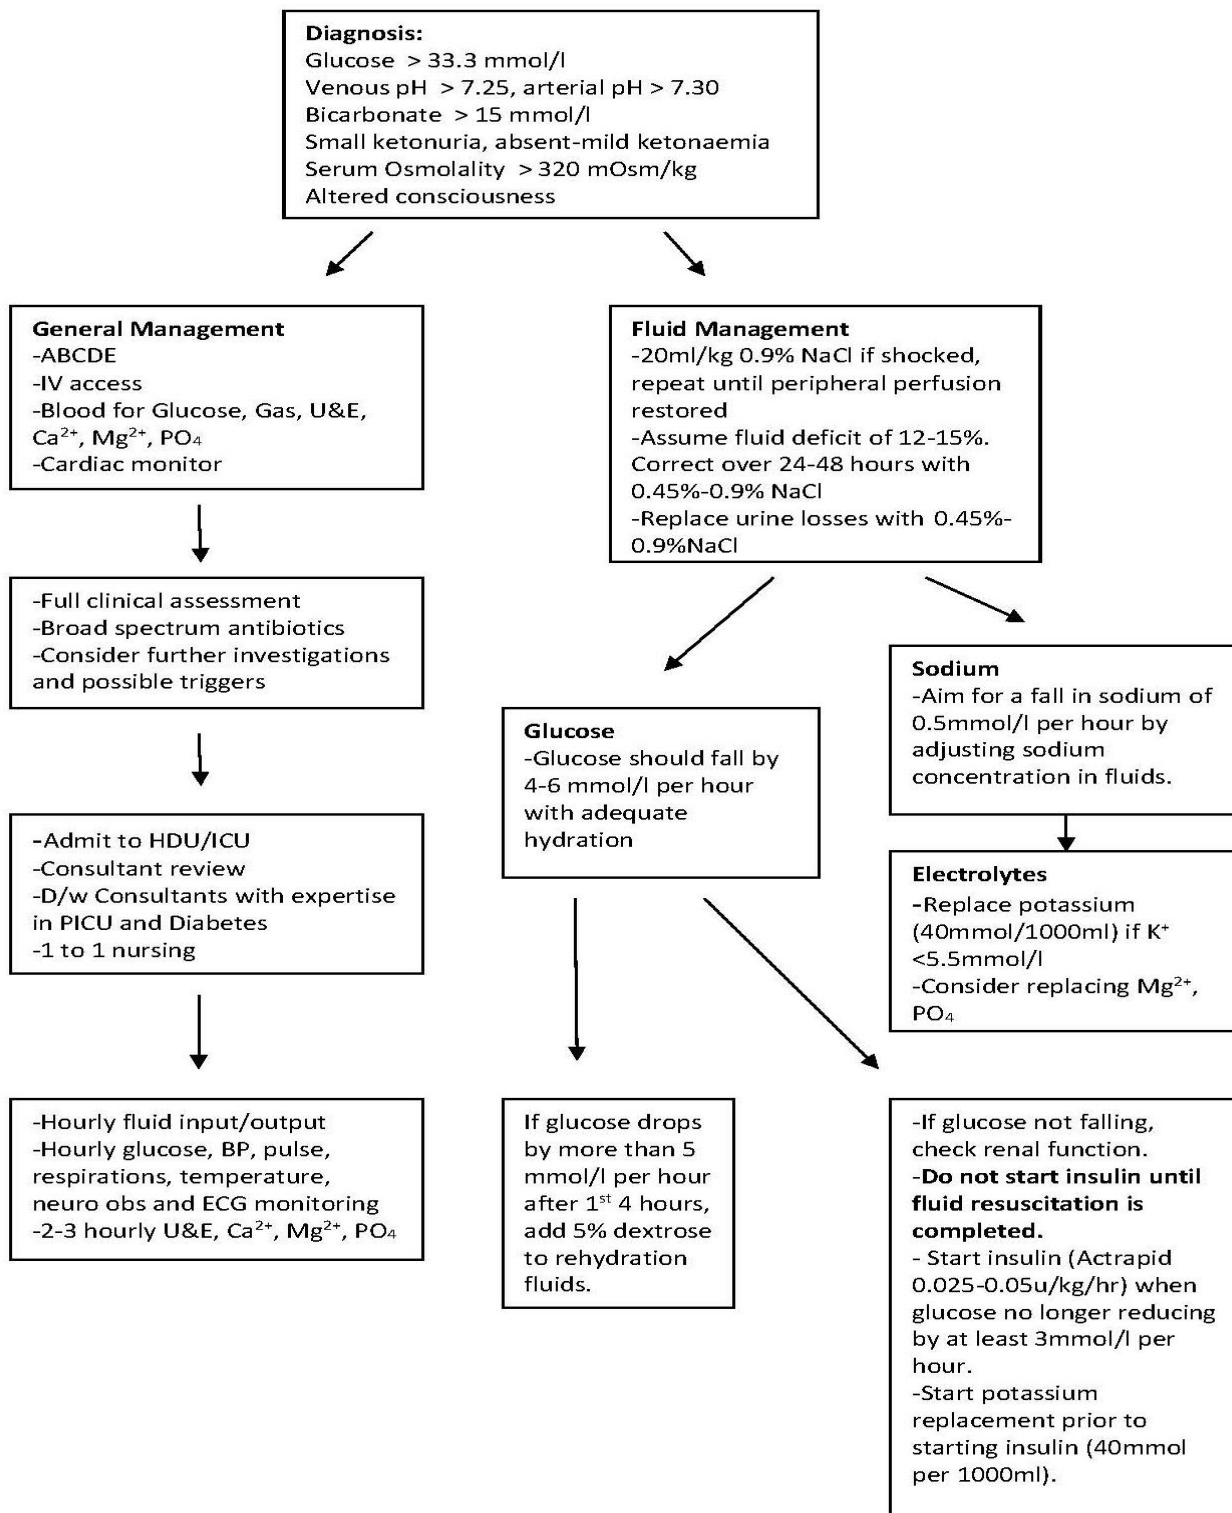 Diagnosis:
Glucose > 33.3 mmol/l
Venous pH > 7.25, arterial pH > 7.30
Bicarbonate > 15 mmol/l
Small ketonuria, absent-mild ketonaemia
Serum Osmolality > 320 mOsm/kg
Altered consciousness
General Management
-ABCDE
-IV access
-Blood for Glucose, Gas, U&E,
Ca²⁺, Mg²⁺, PO₄
-Cardiac monitor
-Full clinical assessment
-Broad spectrum antibiotics
-Consider further investigations
and possible triggers
-Admit to HDU/ICU
-Consultant review
-D/w Consultants with expertise
in PICU and Diabetes
-1 to 1 nursing
-Hourly fluid input/output
-Hourly glucose, BP, pulse,
respirations, temperature,
neuro obs and ECG monitoring
-2-3 hourly U&E, Ca²⁺, Mg²⁺, PO₄
Fluid Management
-20ml/kg 0.9% NaCl if shocked,
repeat until peripheral perfusion
restored
-Assume fluid deficit of 12-15%.
Correct over 24-48 hours with
0.45%-0.9% NaCl
-Replace urine losses with 0.45%-
0.9%NaCl
Glucose
-Glucose should fall by
4-6 mmol/l per hour
with adequate
hydration
If glucose drops
by more than 5
mmol/l per hour
after 1st 4 hours,
add 5% dextrose
to rehydration
fluids.
Sodium
-Aim for a fall in sodium of
0.5mmol/l per hour by
adjusting sodium
concentration in fluids.
Electrolytes
-Replace potassium
(40mmol/1000ml) if K⁺
<5.5mmol/l
-Consider replacing Mg²⁺,
PO₄
-If glucose not falling,
check renal function.
-Do not start insulin until
fluid resuscitation is
completed.
- Start insulin (Actrapid
0.025-0.05u/kg/hr) when
glucose no longer reducing
by at least 3mmol/l per
hour.
-Start potassium
replacement prior to
starting insulin (40mmol
per 1000ml).